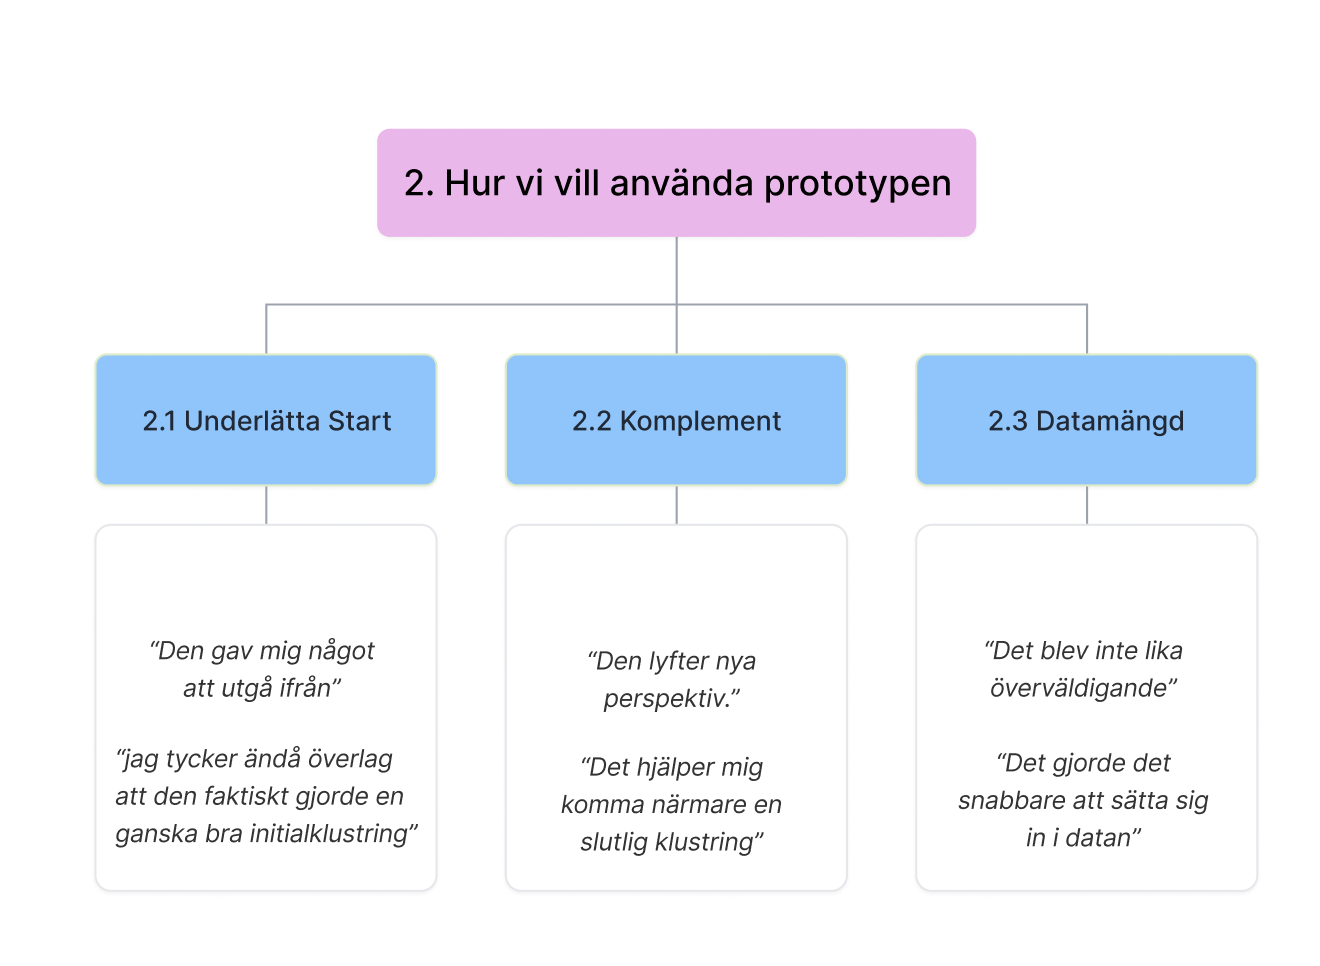 2. Hur vi vill använda prototypen
2.1 Underlätta Start
2.2 Komplement
2.3 Datamängd
“Den gav mig något
att utgå ifrån”
“jag tycker ändå överlag
att den faktiskt gjorde en
ganska bra initialklustring”
“Den lyfter nya
perspektiv.”
“Det hjälper mig
komma närmare en
slutlig klustring”
“Det blev inte lika
överväldigande”
“Det gjorde det
snabbare att sätta sig
in i datan”